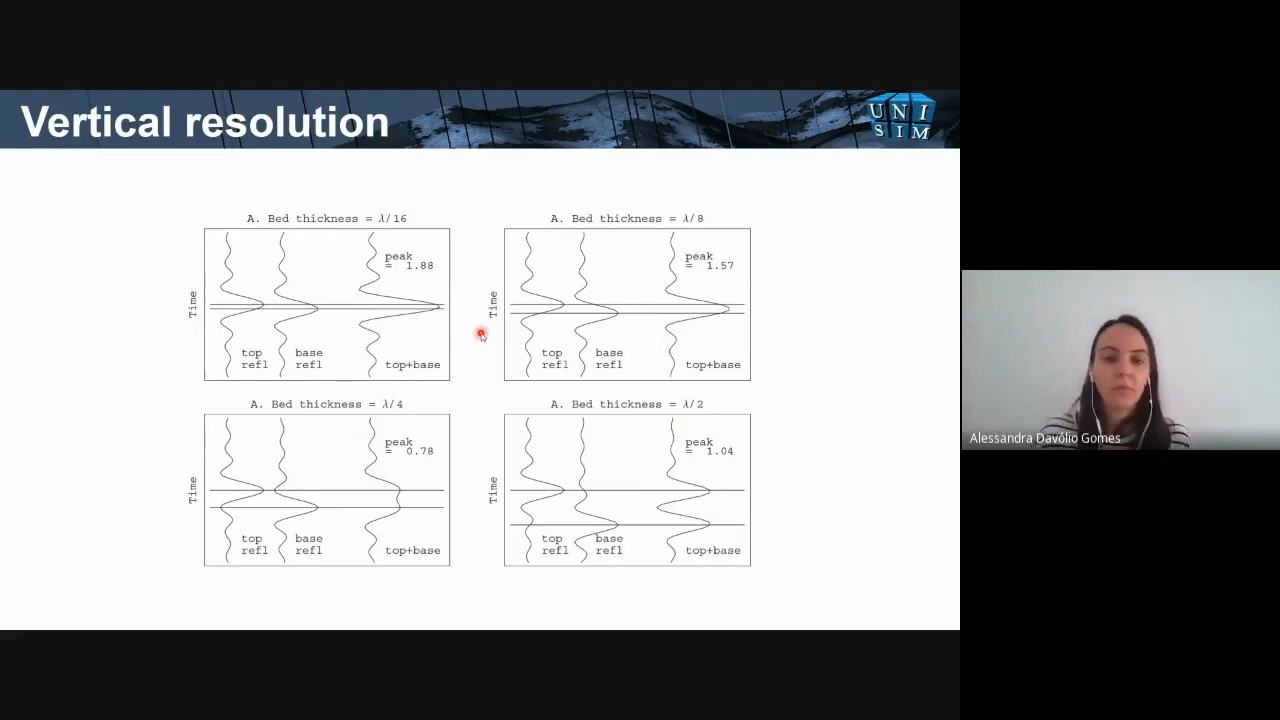 Vertical resolution
UNI
SIM
A. Bed thickness = λ/16
peak
= 1.88
Time
top
refl
base
refl
top+base
A. Bed thickness = λ/8
peak
= 1.57
Time
top
refl
base
refl
top+base
A. Bed thickness = λ/4
peak
= 0.78
Time
top
refl
base
refl
top+base
A. Bed thickness = λ/2
peak
= 1.04
Time
top
refl
base
refl
top+base
Alessandra Davólio Gomes